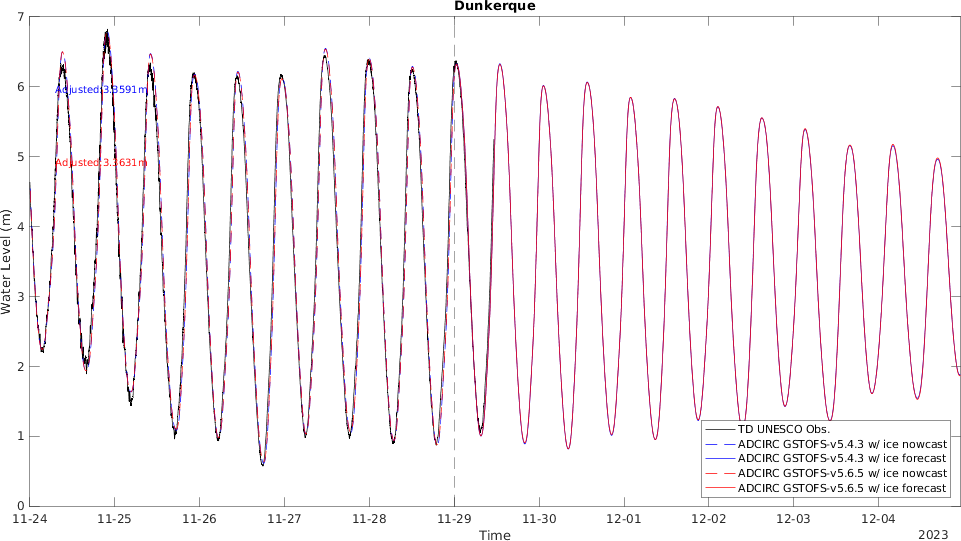 Dunkerque
7
6
5
4
3
2
1
0
Water Level (m)
Adjusted:3.3591m
Adjusted:3.3631m
TD UNESCO Obs.
ADCIRC GSTOFS-v5.4.3 w/ ice nowcast
ADCIRC GSTOFS-v5.4.3 w/ ice forecast
ADCIRC GSTOFS-v5.6.5 w/ ice nowcast
ADCIRC GSTOFS-v5.6.5 w/ ice forecast
11-24 11-25 11-26 11-27 11-28 11-29 11-30 12-01 12-02 12-03 12-04
Time
2023